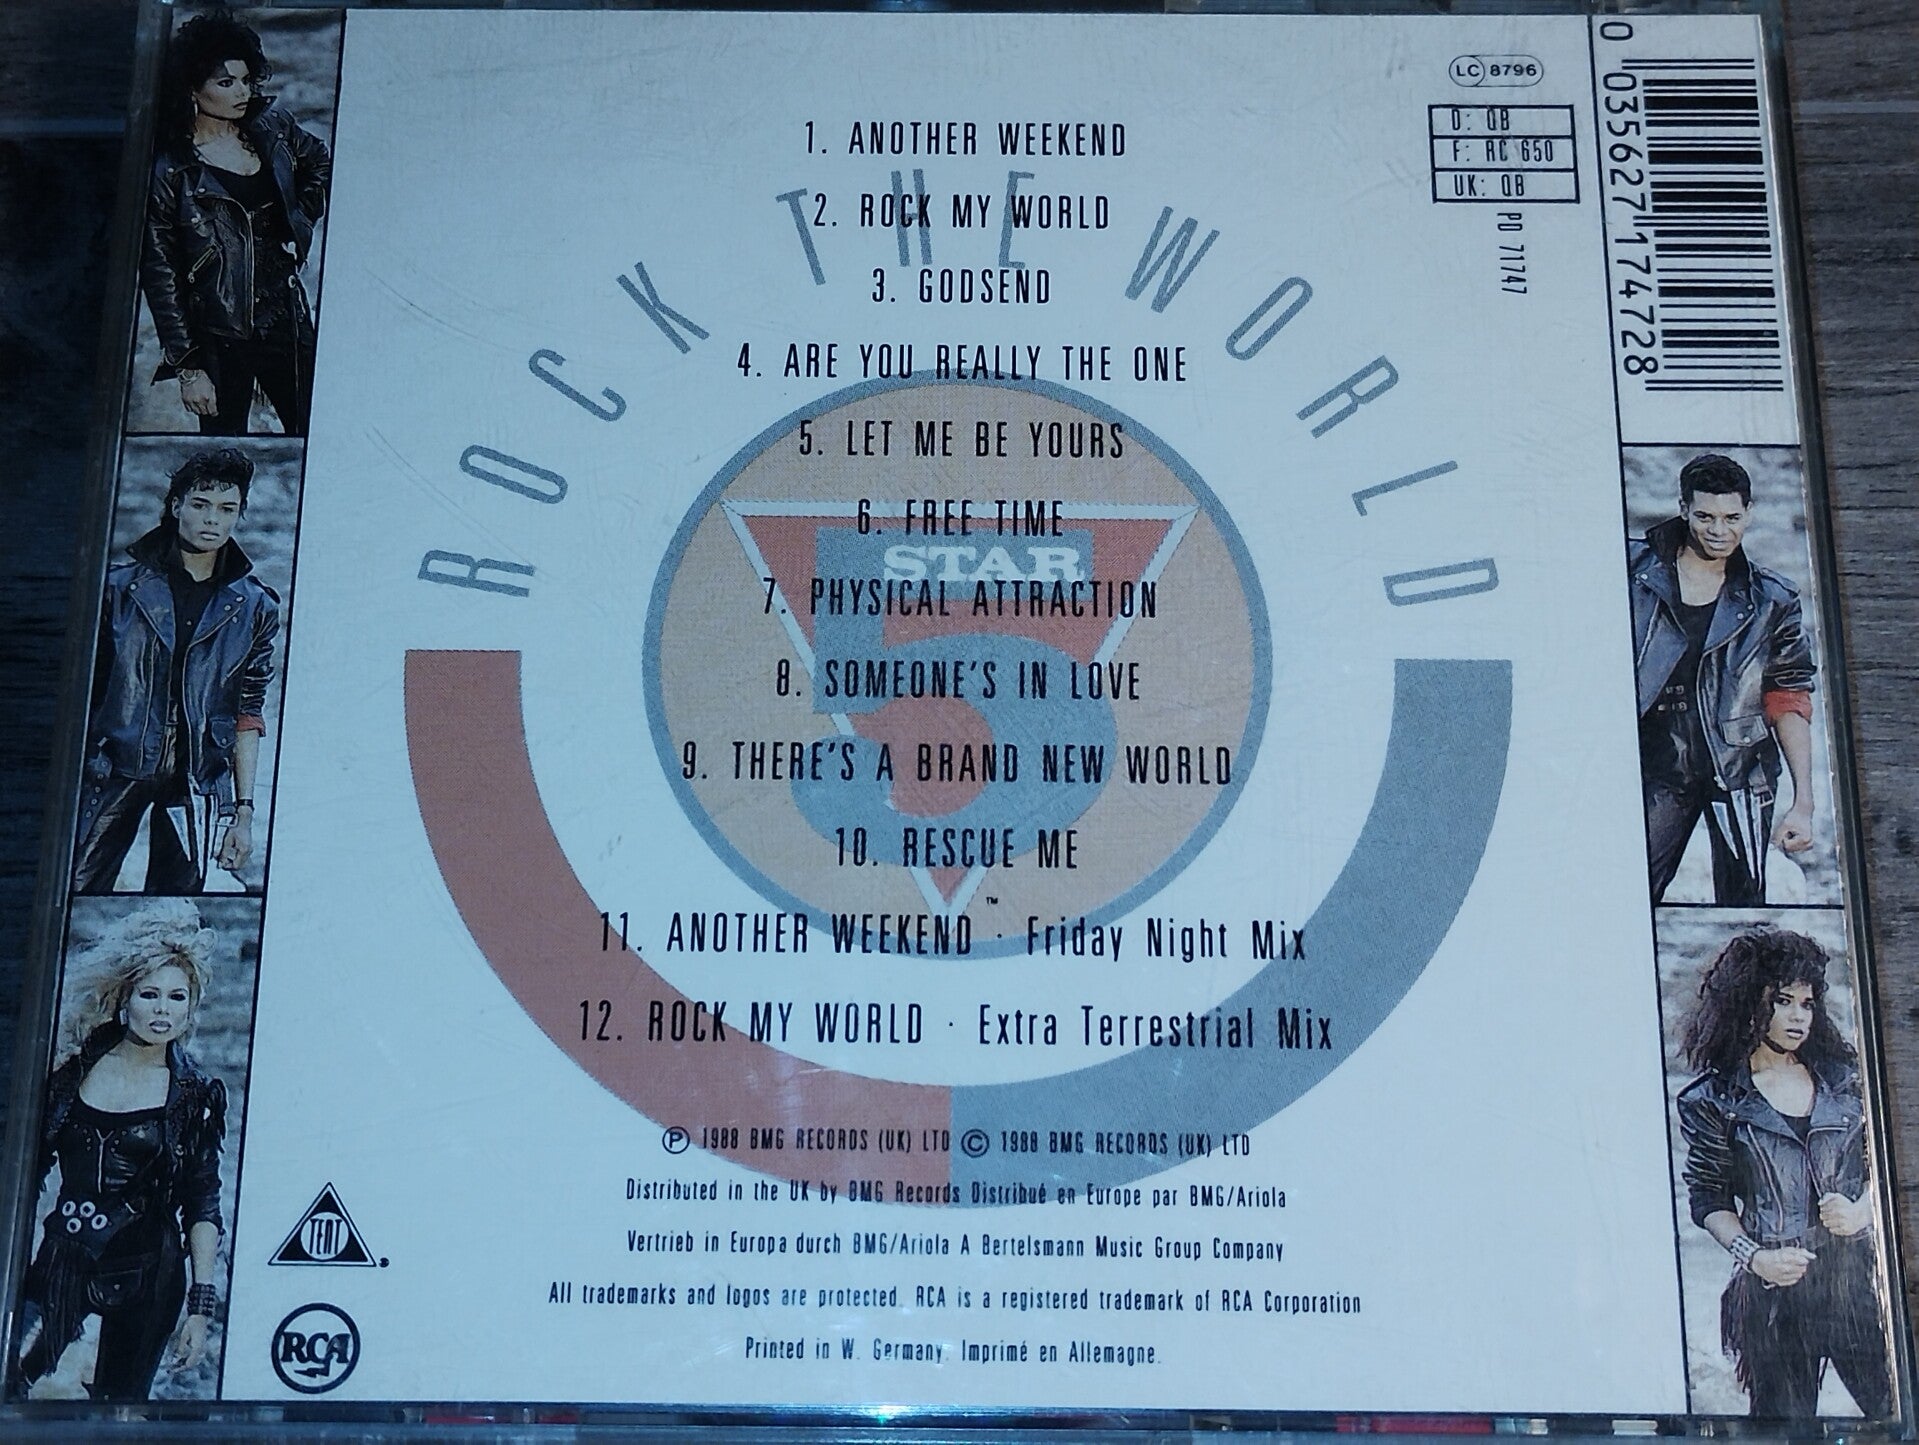 LC 8796
D: QB
F: RC 650
UK: QB
PD 71747
0 035627 174728
ROCK THE WORLD
1. ANOTHER WEEKEND
2. ROCK MY WORLD
3. GODSEND
4. ARE YOU REALLY THE ONE
5. LET ME BE YOURS
6. FREE TIME
STAR
5
7. PHYSICAL ATTRACTION
8. SOMEONE'S IN LOVE
9. THERE'S A BRAND NEW WORLD
10. RESCUE ME
™
11. ANOTHER WEEKEND · Friday Night Mix
12. ROCK MY WORLD · Extra Terrestrial Mix
℗ 1988 BMG RECORDS (UK) LTD © 1988 BMG RECORDS (UK) LTD
Distributed in the UK by BMG Records Distribué en Europe par BMG/Ariola
Vertrieb in Europa durch BMG/Ariola A Bertelsmann Music Group Company
All trademarks and logos are protected. RCA is a registered trademark of RCA Corporation
Printed in W. Germany. Imprimé en Allemagne.
TENT
RCA